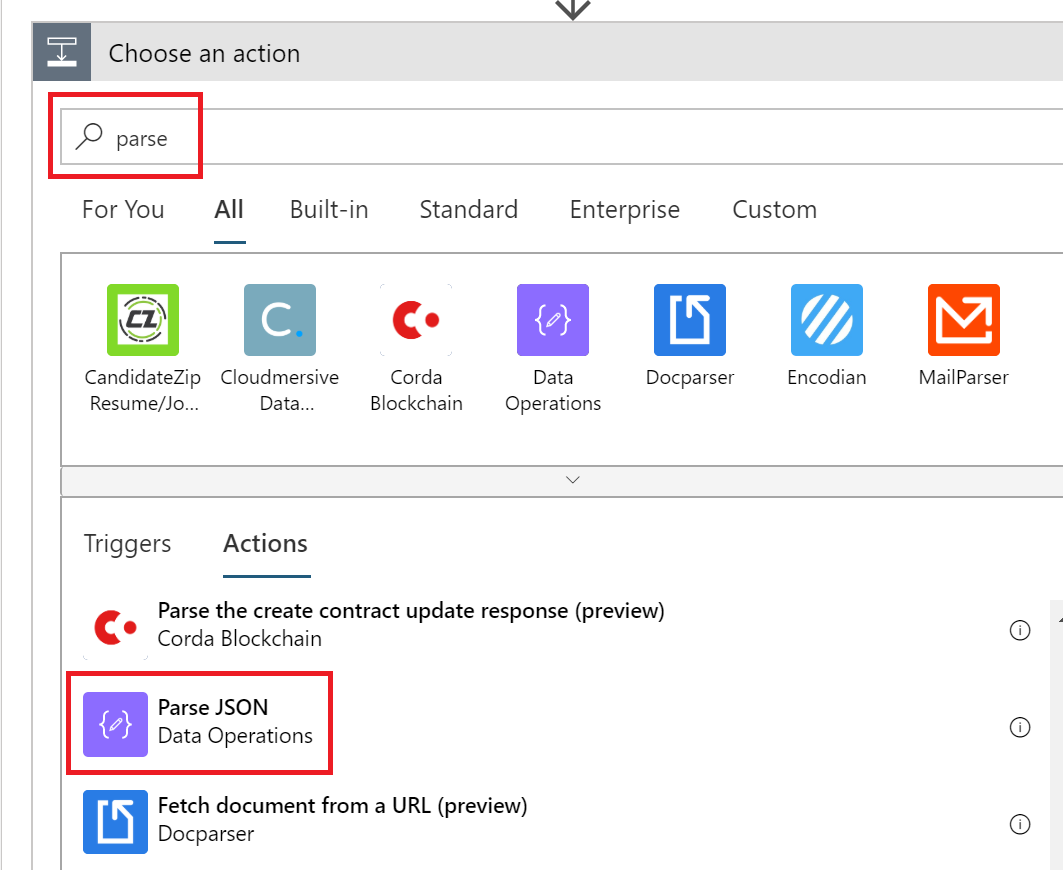 Choose an action
parse
For You All Built-in Standard Enterprise Custom
CZ C.
CandidateZip Cloudmersive Corda Data Docparser Encodian MailParser
Resume/Jo... Data... Blockchain Operations
Triggers Actions
Parse the create contract update response (preview)
Corda Blockchain
Parse JSON
Data Operations
Fetch document from a URL (preview)
Docparser